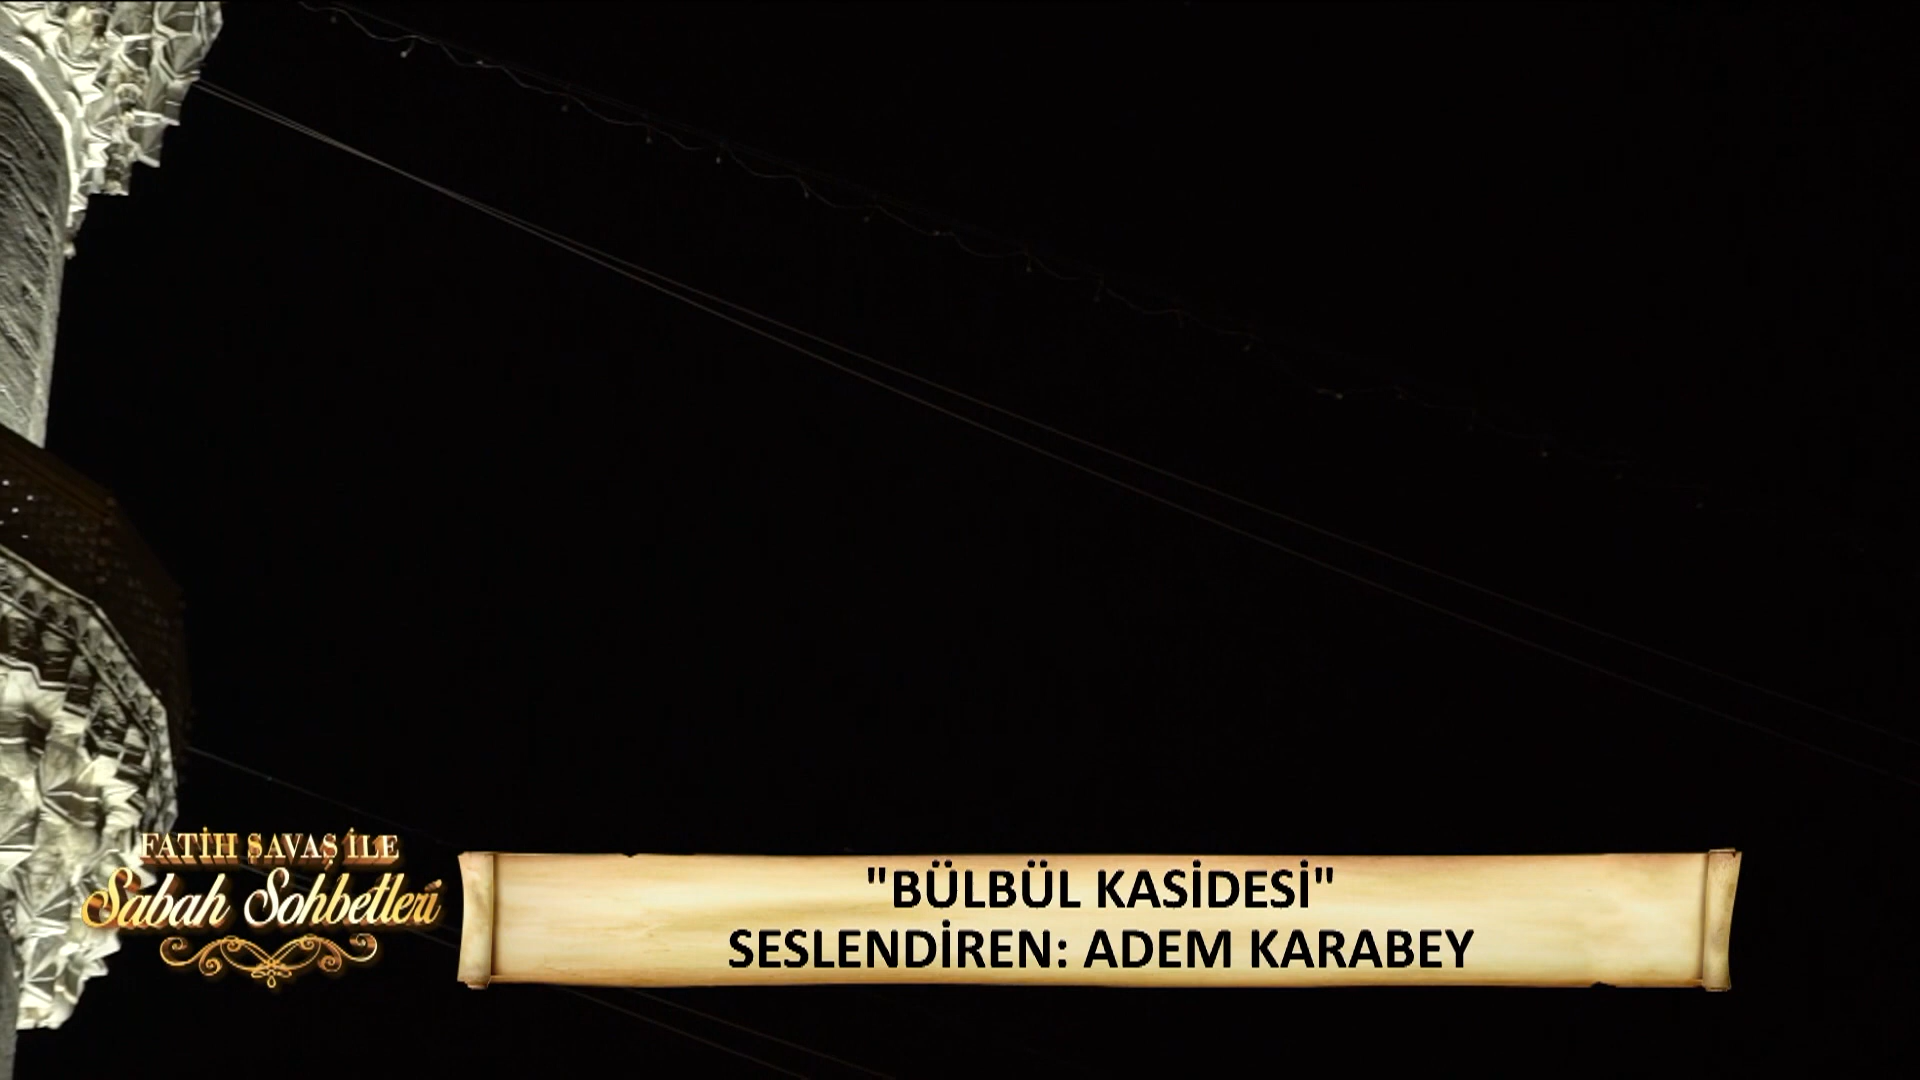 FATİH SAVAŞ İLE
Sabah Sohbetleri
"BÜLBÜL KASİDESİ"
SESLENDİREN: ADEM KARABEY